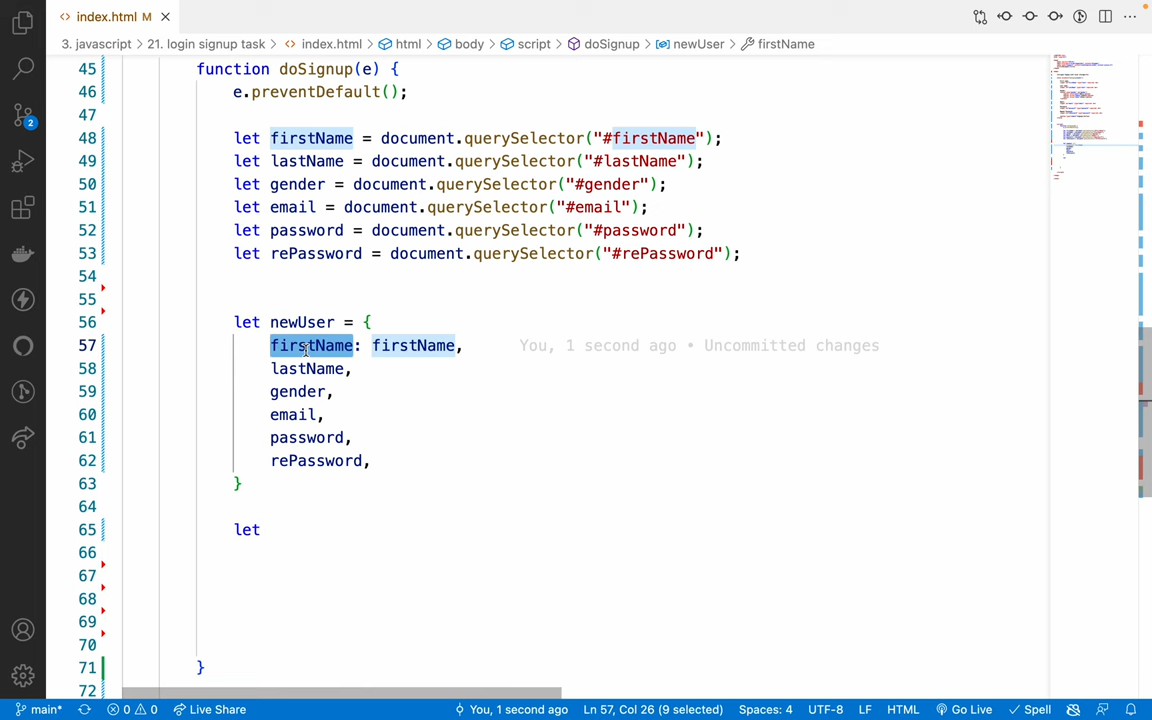 index.html M
3. javascript > 21. login signup task > index.html > html > body > script > doSignup > newUser > firstName
45 function doSignup(e) {
46 e.preventDefault();
47
48 let firstName = document.querySelector("#firstName");
49 let lastName = document.querySelector("#lastName");
50 let gender = document.querySelector("#gender");
51 let email = document.querySelector("#email");
52 let password = document.querySelector("#password");
53 let rePassword = document.querySelector("#rePassword");
54
55
56 let newUser = {
57 firstName: firstName, You, 1 second ago • Uncommitted changes
58 lastName,
59 gender,
60 email,
61 password,
62 rePassword,
63 }
64
65 let
66
67
68
69
70
71 }
72
2
main* 0 0 Live Share You, 1 second ago Ln 57, Col 26 (9 selected) Spaces: 4 UTF-8 LF HTML Go Live Spell